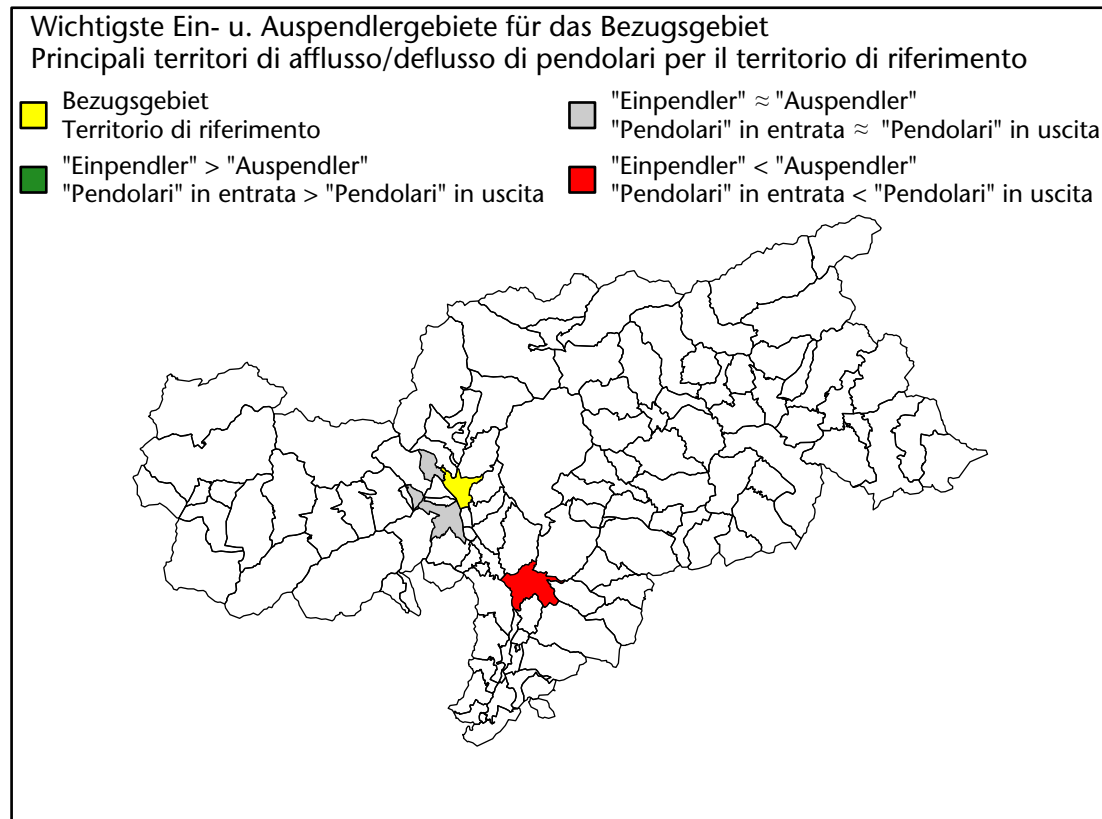 Wichtigste Ein- u. Auspendlergebiete für das Bezugsgebiet
Principali territori di afflusso/deflusso di pendolari per il territorio di riferimento
Bezugsgebiet
Territorio di riferimento
"Einpendler" > "Auspendler"
"Pendolari" in entrata > "Pendolari" in uscita
"Einpendler" ≈ "Auspendler"
"Pendolari" in entrata ≈ "Pendolari" in uscita
"Einpendler" < "Auspendler"
"Pendolari" in entrata < "Pendolari" in uscita